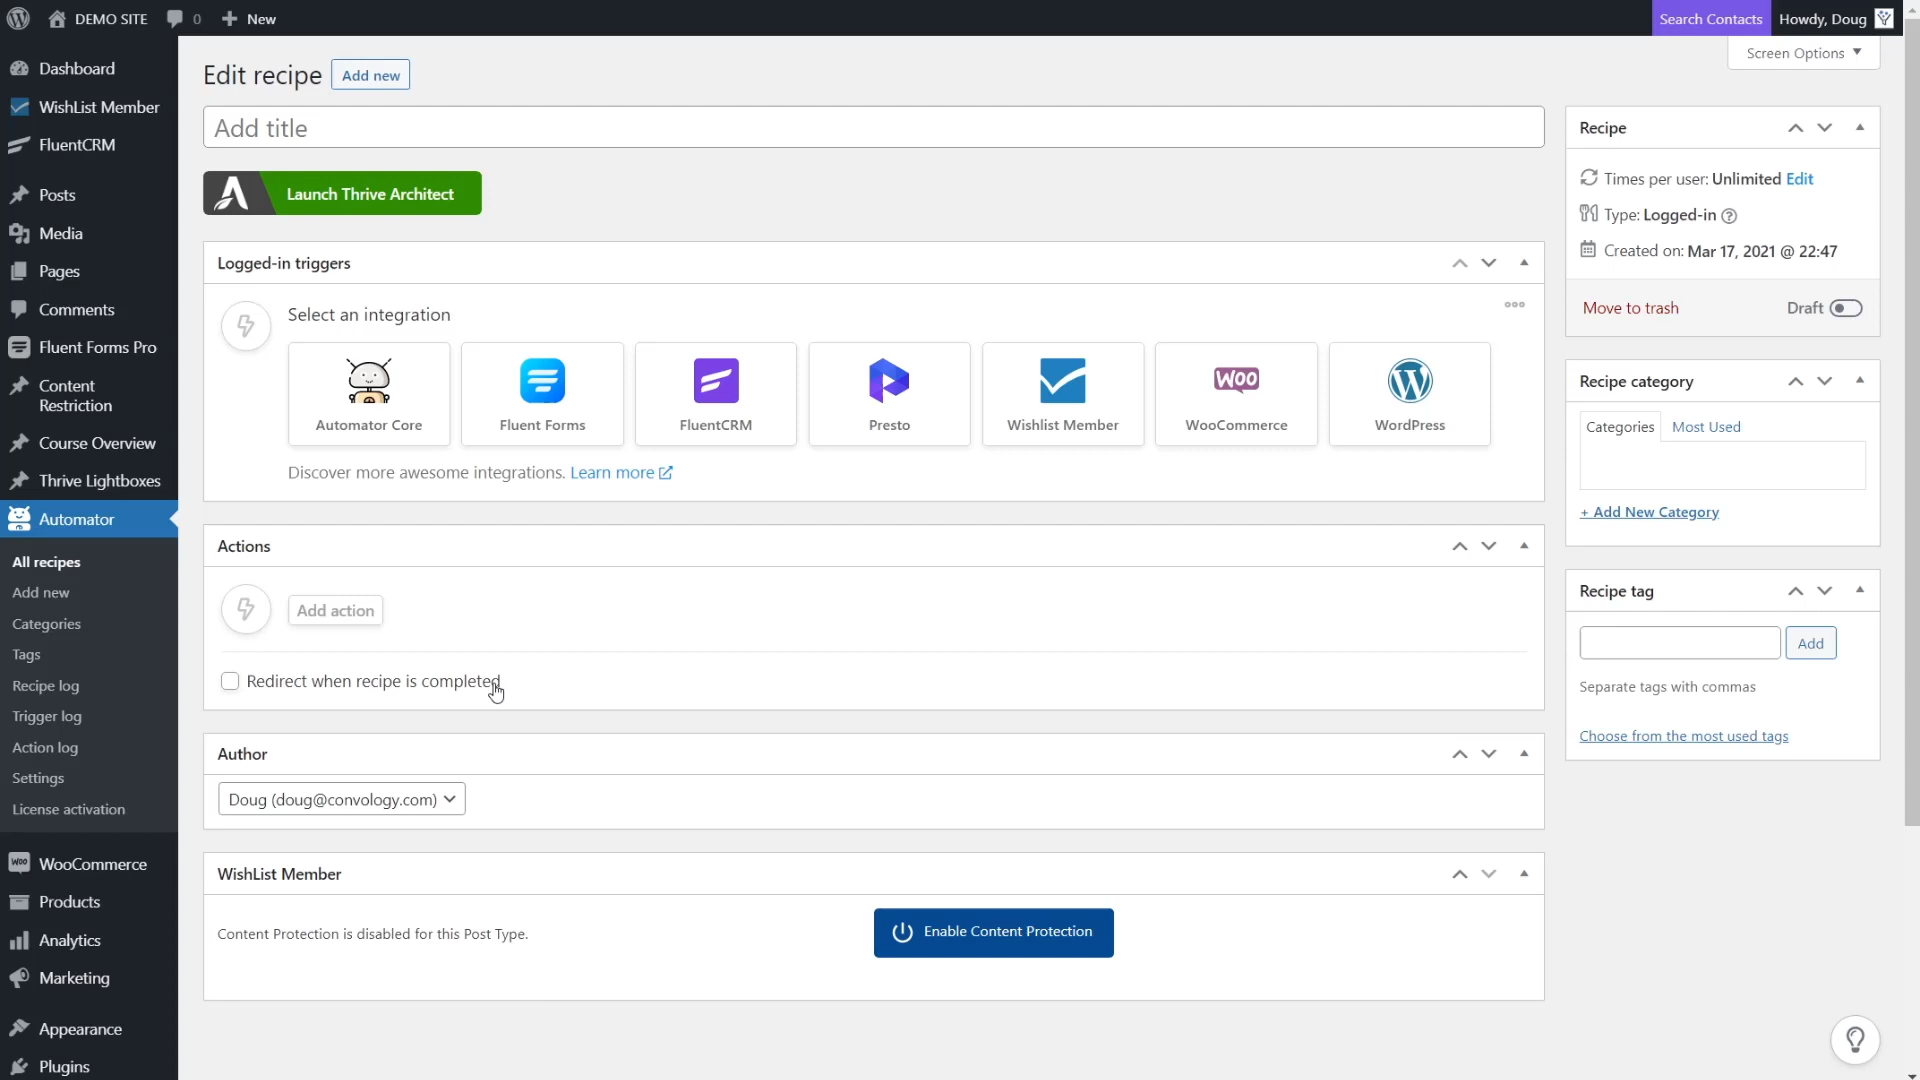 DEMO SITE 0 New Search Contacts Howdy, Doug
Screen Options
Dashboard
WishList Member
FluentCRM
Posts
Media
Pages
Comments
Fluent Forms Pro
Content
Restriction
Course Overview
Thrive Lightboxes
Automator
All recipes
Add new
Categories
Tags
Recipe log
Trigger log
Action log
Settings
License activation
WooCommerce
Products
Analytics
Marketing
Appearance
Plugins
Edit recipe Add new
Add title
Launch Thrive Architect
Logged-in triggers
Select an integration
Automator Core
Fluent Forms
FluentCRM
Presto
Wishlist Member
WOO
WooCommerce
WordPress
Discover more awesome integrations. Learn more
Actions
Add action
Redirect when recipe is completed
Author
Doug (doug@convology.com)
WishList Member
Content Protection is disabled for this Post Type.
Enable Content Protection
Recipe
Times per user: Unlimited Edit
Type: Logged-in ?
Created on: Mar 17, 2021 @ 22:47
Move to trash Draft
Recipe category
Categories Most Used
+ Add New Category
Recipe tag
Add
Separate tags with commas
Choose from the most used tags